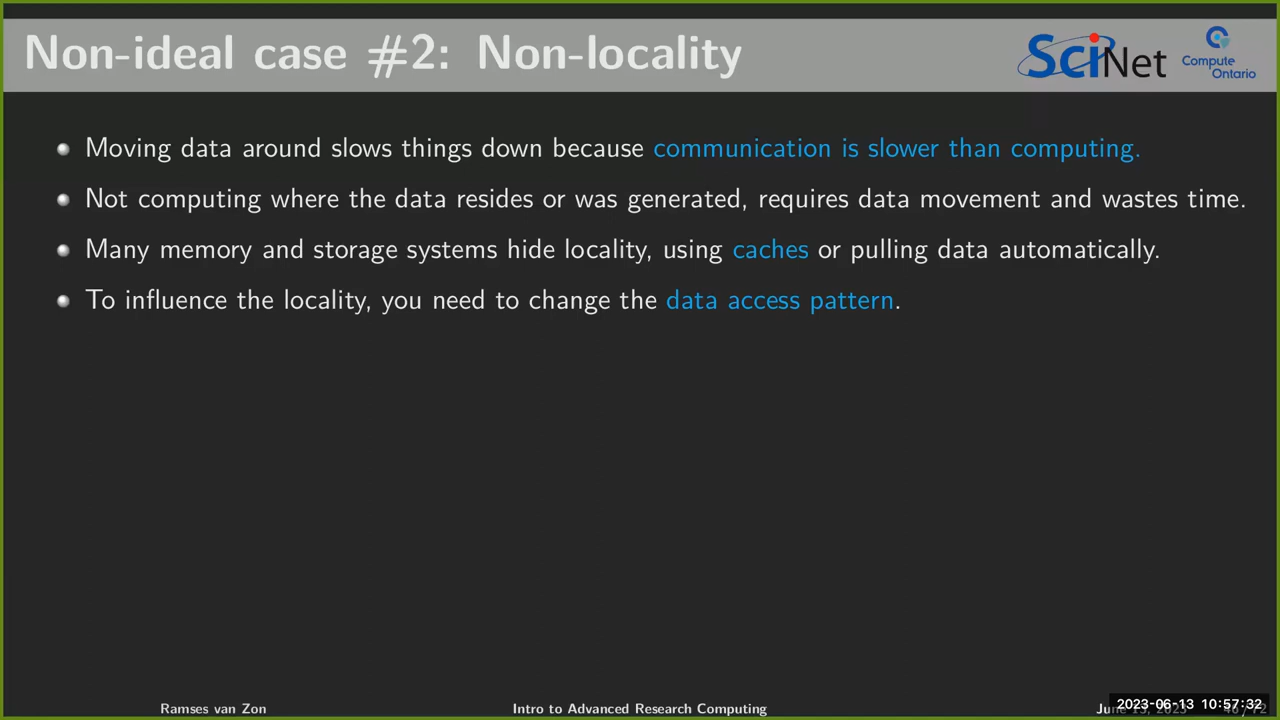 Non-ideal case #2: Non-locality
SciNet
Compute
Ontario
Moving data around slows things down because communication is slower than computing.
Not computing where the data resides or was generated, requires data movement and wastes time.
Many memory and storage systems hide locality, using caches or pulling data automatically.
To influence the locality, you need to change the data access pattern.
Ramses van Zon
Intro to Advanced Research Computing
2023-06-13 10:57:32